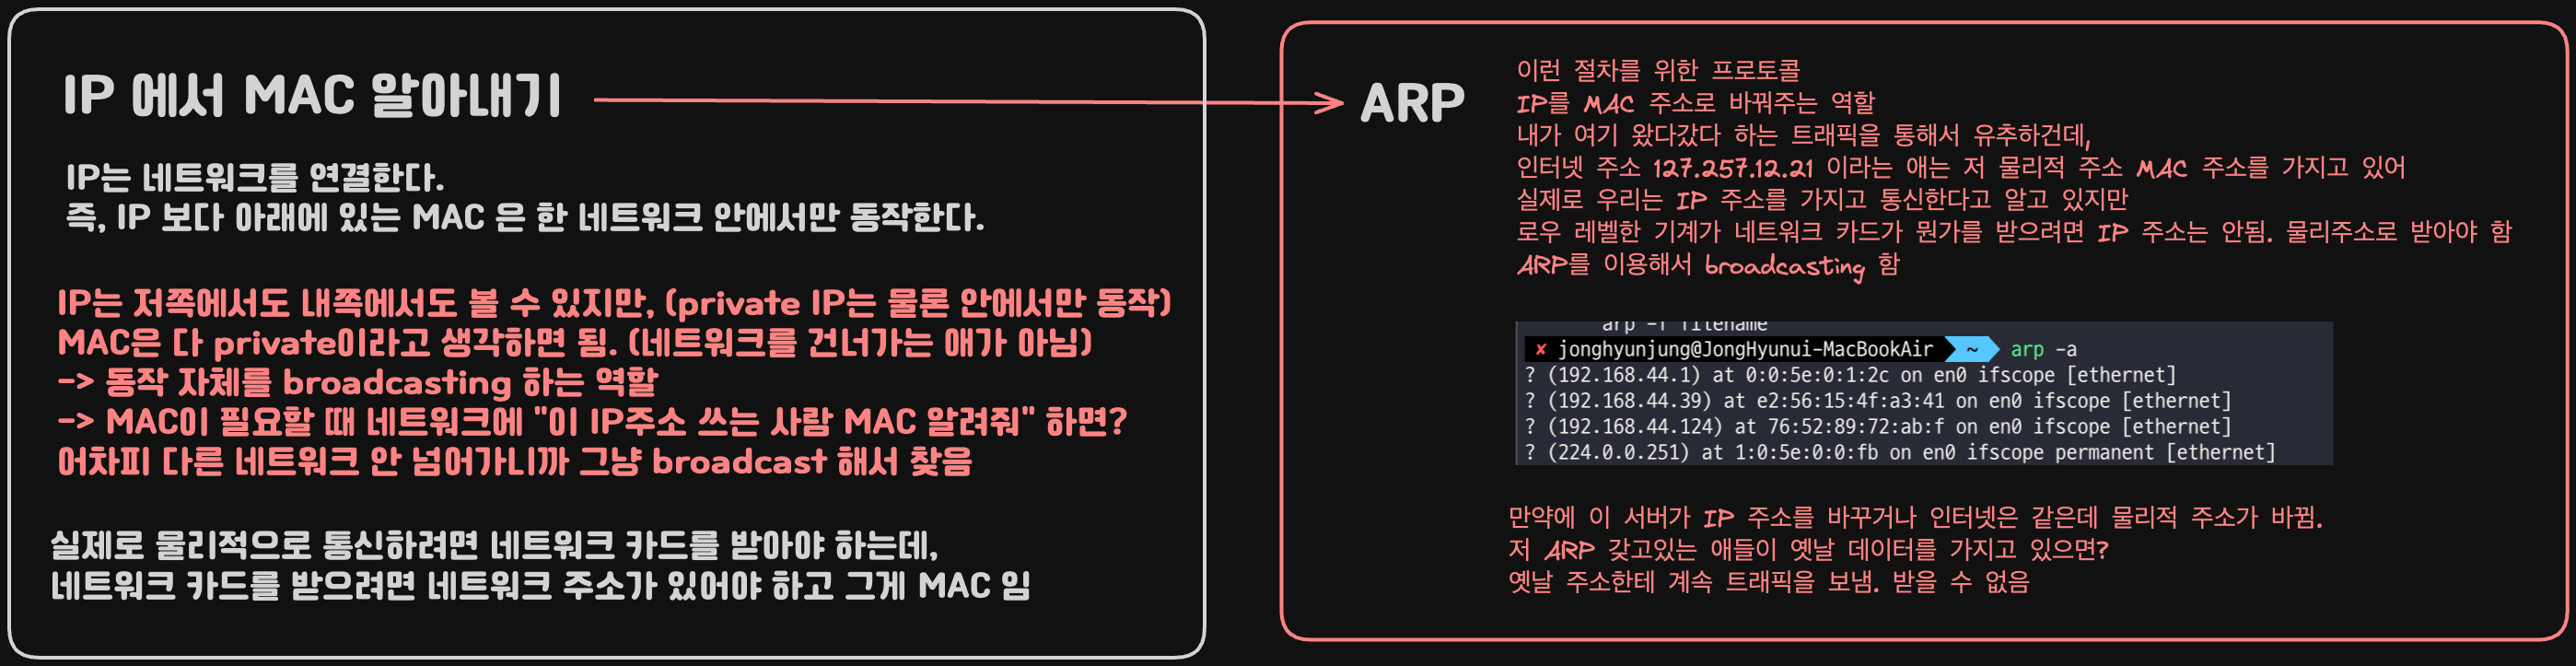 IP 에서 MAC 알아내기
IP는 네트워크를 연결한다.
즉, IP 보다 아래에 있는 MAC 은 한 네트워크 안에서만 동작한다.
IP는 저쪽에서도 내쪽에서도 볼 수 있지만, (private IP는 물론 안에서만 동작)
MAC은 다 private이라고 생각하면 됨. (네트워크를 건너가는 애가 아님)
-> 동작 자체를 broadcasting 하는 역할
-> MAC이 필요할 때 네트워크에 "이 IP주소 쓰는 사람 MAC 알려줘" 하면?
어차피 다른 네트워크 안 넘어가니까 그냥 broadcast 해서 찾음
실제로 물리적으로 통신하려면 네트워크 카드를 받아야 하는데,
네트워크 카드를 받으려면 네트워크 주소가 있어야 하고 그게 MAC 임
ARP
이런 절차를 위한 프로토콜
IP를 MAC 주소로 바꿔주는 역할
내가 여기 왔다갔다 하는 트래픽을 통해서 유추하건데,
인터넷 주소 127.257.12.21 이라는 애는 저 물리적 주소 MAC 주소를 가지고 있어
실제로 우리는 IP 주소를 가지고 통신한다고 알고 있지만
로우 레벨한 기계가 네트워크 카드가 뭔가를 받으려면 IP 주소는 안됨. 물리주소로 받아야 함
ARP를 이용해서 broadcasting 함
arp -f filename
✘ jonghyunjung@JongHyunui-MacBookAir ~ arp -a
? (192.168.44.1) at 0:0:5e:0:1:2c on en0 ifscope [ethernet]
? (192.168.44.39) at e2:56:15:4f:a3:41 on en0 ifscope [ethernet]
? (192.168.44.124) at 76:52:89:72:ab:f on en0 ifscope [ethernet]
? (224.0.0.251) at 1:0:5e:0:0:fb on en0 ifscope permanent [ethernet]
만약에 이 서버가 IP 주소를 바꾸거나 인터넷은 같은데 물리적 주소가 바뀜.
저 ARP 갖고있는 애들이 옛날 데이터를 가지고 있으면?
옛날 주소한테 계속 트래픽을 보냄. 받을 수 없음